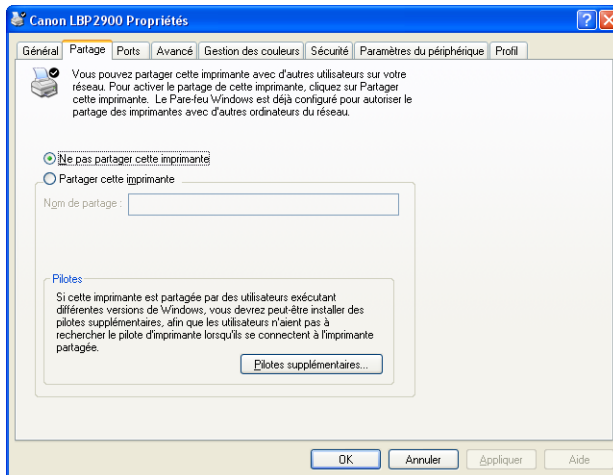 Canon LBP2900 Propriétés
Général Partage Ports Avancé Gestion des couleurs Sécurité Paramètres du périphérique Profil
Vous pouvez partager cette imprimante avec d'autres utilisateurs sur votre
réseau. Pour activer le partage de cette imprimante, cliquez sur Partager
cette imprimante. Le Pare-feu Windows est déjà configuré pour autoriser le
partage des imprimantes avec d'autres ordinateurs du réseau.
Ne pas partager cette imprimante
Partager cette imprimante
Nom de partage :
Pilotes
Si cette imprimante est partagée par des utilisateurs exécutant
différentes versions de Windows, vous devrez peut-être installer des
pilotes supplémentaires, afin que les utilisateurs n'aient pas à
rechercher le pilote d'imprimante lorsqu'ils se connectent à l'imprimante
partagée.
Pilotes supplémentaires...
OK Annuler Appliquer Aide